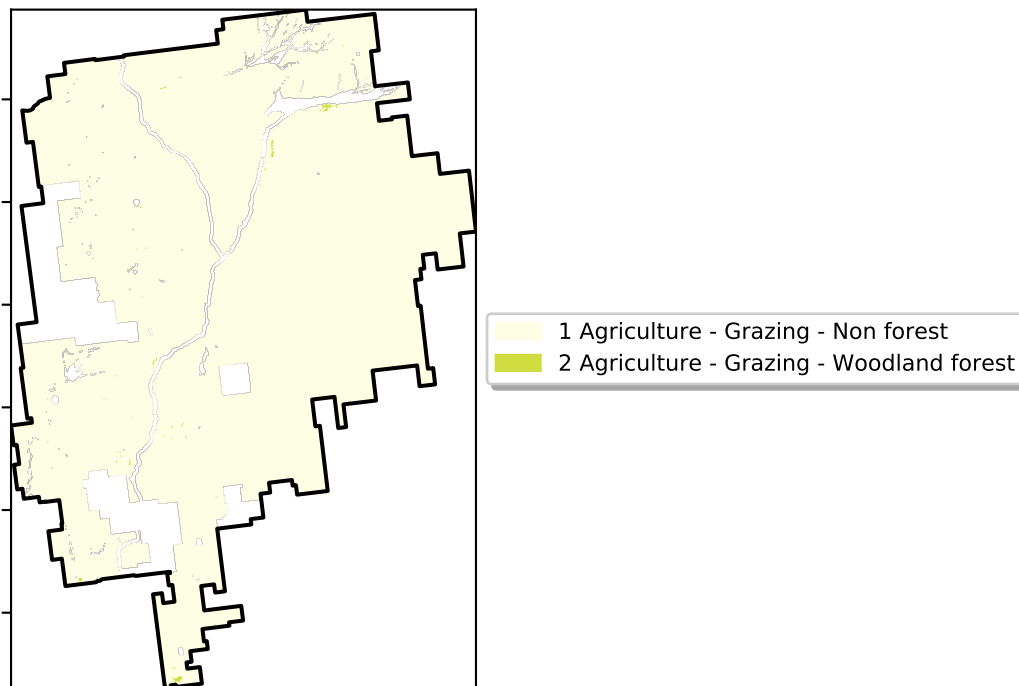 1 Agriculture - Grazing - Non forest
2 Agriculture - Grazing - Woodland forest